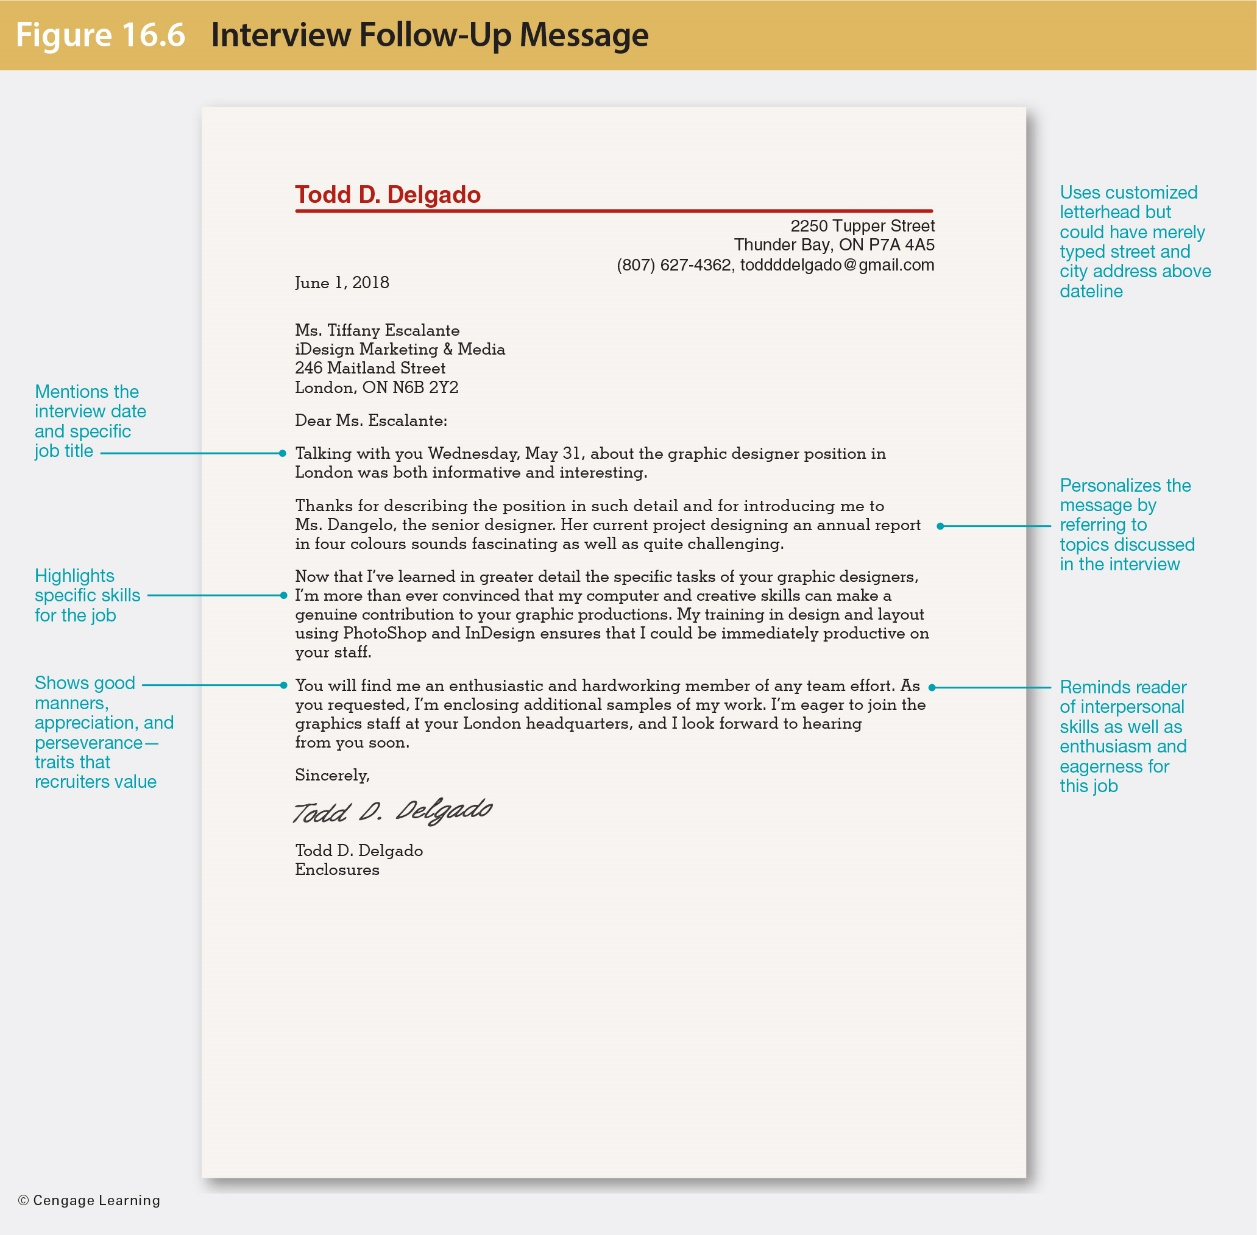 Figure 16.6 Interview Follow-Up Message
Todd D. Delgado
2250 Tupper Street
Thunder Bay, ON P7A 4A5
(807) 627-4362, toddddelgado@gmail.com
June 1, 2018
Ms. Tiffany Escalante
iDesign Marketing & Media
246 Maitland Street
London, ON N6B 2Y2
Dear Ms. Escalante:
Talking with you Wednesday, May 31, about the graphic designer position in
London was both informative and interesting.
Thanks for describing the position in such detail and for introducing me to
Ms. Dangelo, the senior designer. Her current project designing an annual report
in four colours sounds fascinating as well as quite challenging.
Now that I've learned in greater detail the specific tasks of your graphic designers,
I'm more than ever convinced that my computer and creative skills can make a
genuine contribution to your graphic productions. My training in design and layout
using PhotoShop and InDesign ensures that I could be immediately productive on
your staff.
You will find me an enthusiastic and hardworking member of any team effort. As
you requested, I'm enclosing additional samples of my work. I'm eager to join the
graphics staff at your London headquarters, and I look forward to hearing
from you soon.
Sincerely,
Todd D. Delgado
Todd D. Delgado
Enclosures
Mentions the
interview date
and specific
job title
Highlights
specific skills
for the job
Shows good
manners,
appreciation, and
perseverance—
traits that
recruiters value
Uses customized
letterhead but
could have merely
typed street and
city address above
dateline
Personalizes the
message by
referring to
topics discussed
in the interview
Reminds reader
of interpersonal
skills as well as
enthusiasm and
eagerness for
this job
© Cengage Learning